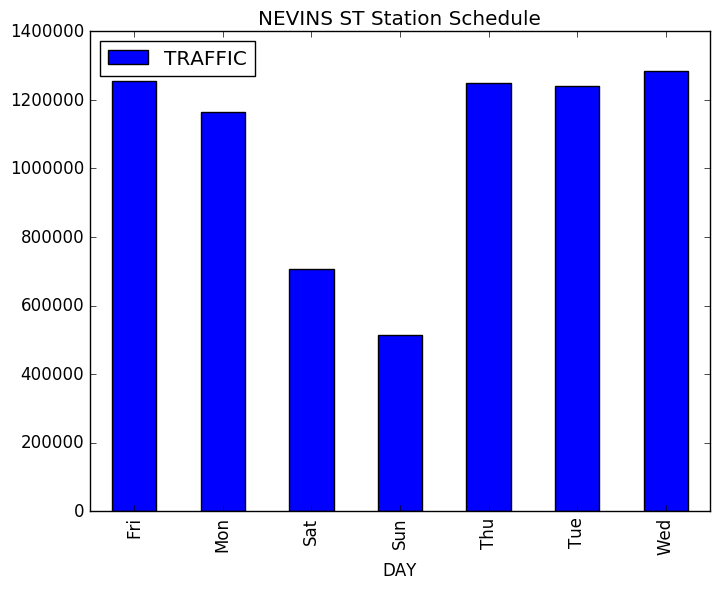 NEVINS ST Station Schedule
TRAFFIC
1400000
1200000
1000000
800000
600000
400000
200000
0
Fri
Mon
Sat
Sun
Thu
Tue
Wed
DAY